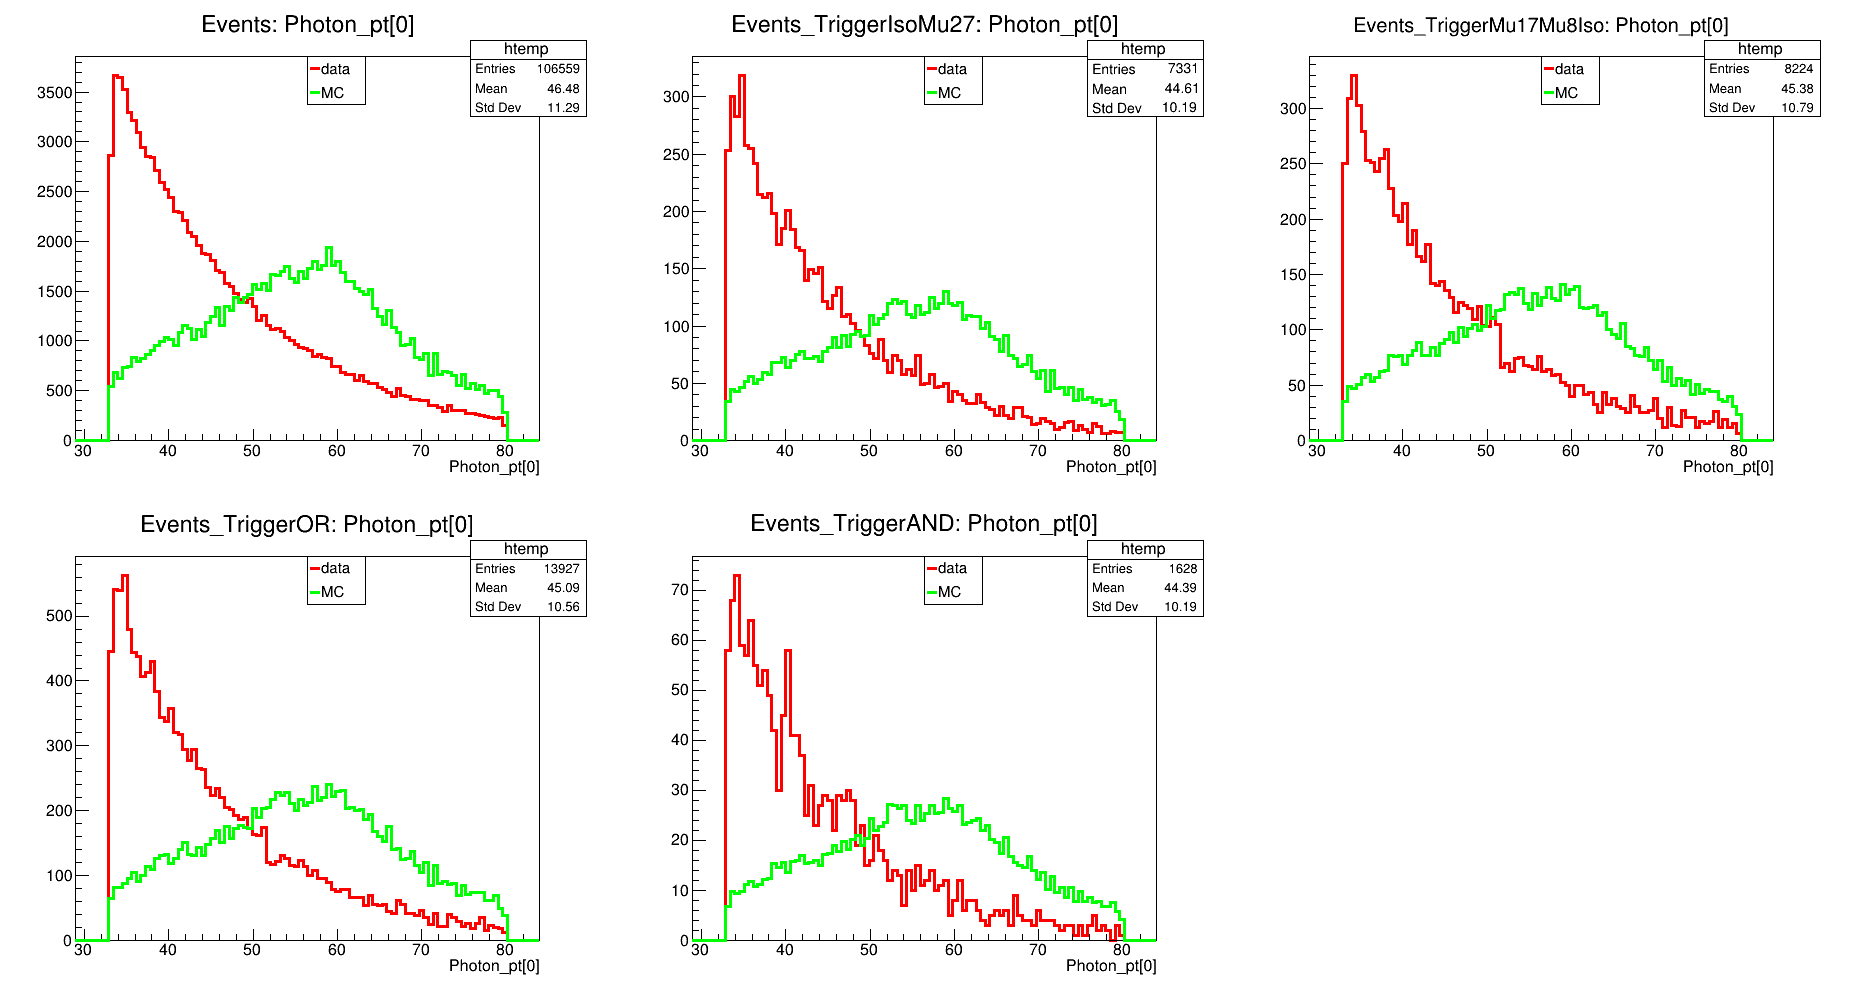 Events: Photon_pt[0]
data
MC
htemp
Entries 106559
Mean 46.48
Std Dev 11.29
3500
3000
2500
2000
1500
1000
500
0
30 40 50 60 70 80
Photon_pt[0]
Events_TriggerIsoMu27: Photon_pt[0]
data
MC
htemp
Entries 7331
Mean 44.61
Std Dev 10.19
300
250
200
150
100
50
0
30 40 50 60 70 80
Photon_pt[0]
Events_TriggerMu17Mu8Iso: Photon_pt[0]
data
MC
htemp
Entries 8224
Mean 45.38
Std Dev 10.79
300
250
200
150
100
50
0
30 40 50 60 70 80
Photon_pt[0]
Events_TriggerOR: Photon_pt[0]
data
MC
htemp
Entries 13927
Mean 45.09
Std Dev 10.56
500
400
300
200
100
0
30 40 50 60 70 80
Photon_pt[0]
Events_TriggerAND: Photon_pt[0]
data
MC
htemp
Entries 1628
Mean 44.39
Std Dev 10.19
70
60
50
40
30
20
10
0
30 40 50 60 70 80
Photon_pt[0]